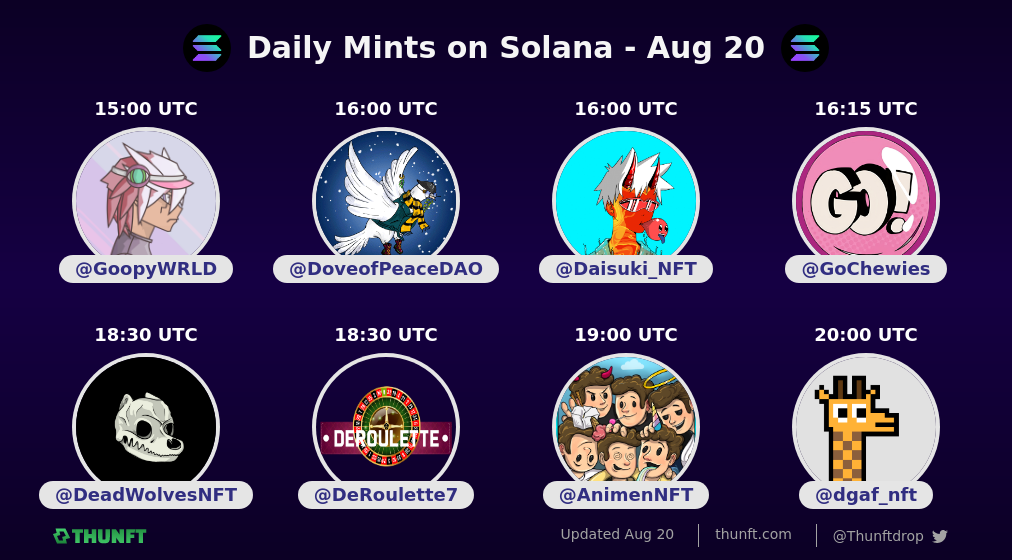 Daily Mints on Solana - Aug 20
15:00 UTC
@GoopyWRLD
16:00 UTC
@DoveofPeaceDAO
16:00 UTC
@Daisuki_NFT
16:15 UTC
GO!
@GoChewies
18:30 UTC
@DeadWolvesNFT
18:30 UTC
• DEROULETTE •
@DeRoulette7
19:00 UTC
@AnimenNFT
20:00 UTC
@dgaf_nft
THUNFT
Updated Aug 20
thunft.com
@Thunftdrop